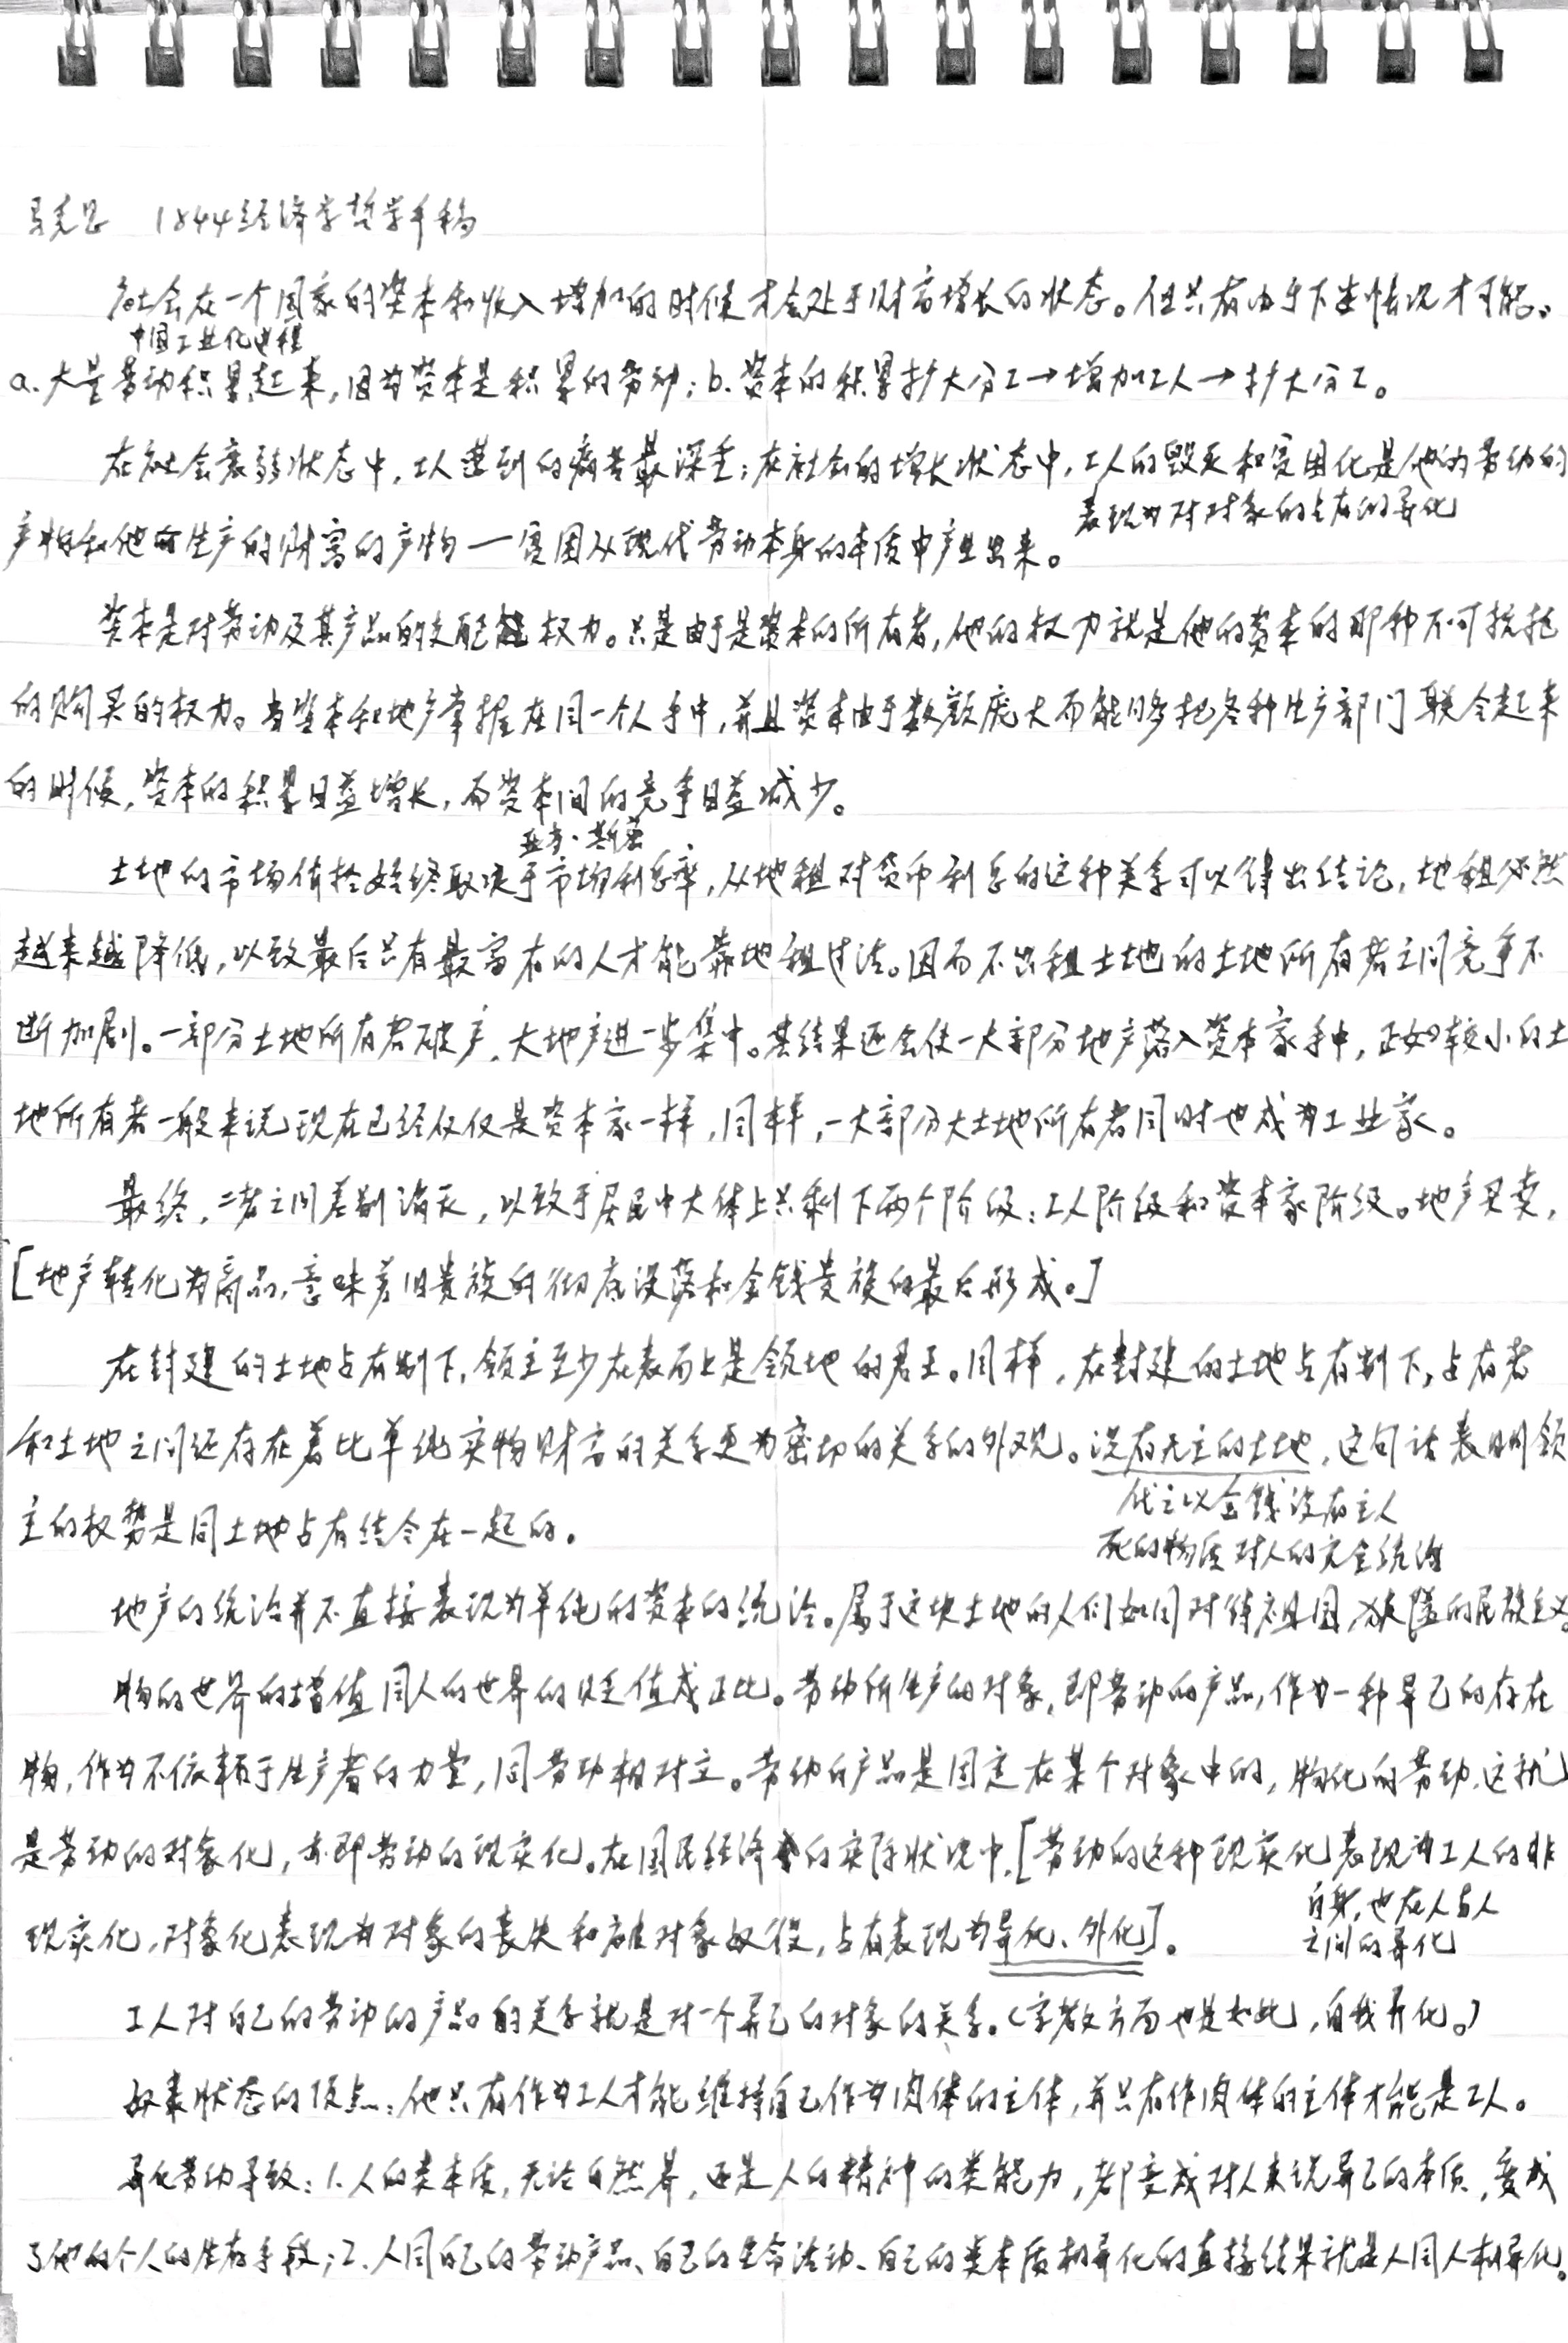 马克思 1844经济学哲学手稿
社会在一个国家的资本和收入增加的时候才会处于财富增长的状态。但只有由于下述情况才可能。
中国工业化进程
a.大量劳动积累起来,因为资本是积累的劳动;b.资本的积累扩大分工→增加工人→扩大分工。
在社会衰弱状态中,工人遭到的痛苦最深重;在社会的增长状态中,工人的毁灭和贫困化是他的劳动的
表现为对对象的占有的异化
产物和他生产的财富的产物—贫困从现代劳动本身的本质中产生出来。
资本是对劳动及其产品的支配权力。只是由于是资本的所有者,他的权力就是他的资本的那种不可抗拒
的购买的权力。当资本和地产掌握在同一个人手中,并且资本由于数额庞大而能够把各种生产部门联合起来
的时候,资本的积累日益增长,而资本间的竞争日益减少。
亚当·斯密
土地的市场价格始终取决于市场利息率,从地租对货币利息的这种关系可以得出结论,地租必然
越来越降低,以致最后只有最富有的人才能靠地租过活。因而不出租土地的土地所有者之间竞争不
断加剧。一部分土地所有者破产,大地产进一步集中。其结果还会使一大部分地产落入资本家手中,正如较小的土
地所有者一般来说现在已经仅仅是资本家一样,同样,一大部分大土地所有者同时也成为工业家。
最终,二者之间差别消灭,以致于居民中大体上只剩下两个阶级:工人阶级和资本家阶级。地产买卖,
[地产转化为商品,意味着旧贵族的彻底没落和金钱贵族的最后形成。]
在封建的土地占有制下,领主至少在表面上是领地的君王。同样,在封建的土地占有制下,占有者
和土地之间还存在着比单纯实物财富的关系更为密切的关系的外观。没有无主的土地,这句话表明领
代之以金钱没有主人
主的权势是同土地占有结合在一起的。
死的物质对人的完全统治
地产的统治并不直接表现为单纯的资本的统治。属于这块土地的人们如同对待祖国 狭隘的民族主义。
物的世界的增值同人的世界的贬值成正比。劳动所生产的对象,即劳动的产品,作为一种异己的存在
物,作为不依赖于生产者的力量,同劳动相对立。劳动的产品是固定在某个对象中的,物化的劳动,这就
是劳动的对象化,亦即劳动的现实化。在国民经济的实际状况中,[劳动的这种现实化表现为工人的非
自身,也在人与人
现实化,对象化表现为对象的丧失和被对象奴役,占有表现为异化、外化]。
之间的异化
工人对自己的劳动的产品的关系就是对一个异己的对象的关系。(宗教方面也是如此,自我异化。)
奴隶状态的顶点:他只有作为工人才能维持自己作为肉体的主体,并只有作肉体的主体才能是工人。
异化劳动导致:1.人的类本质,无论自然界,还是人的精神的类能力,都变成对人来说异己的本质,变成
了他的个人的生存手段;2.人同自己的劳动产品、自己的生命活动、自己的类本质相异化的直接结果就是人同人相异化。